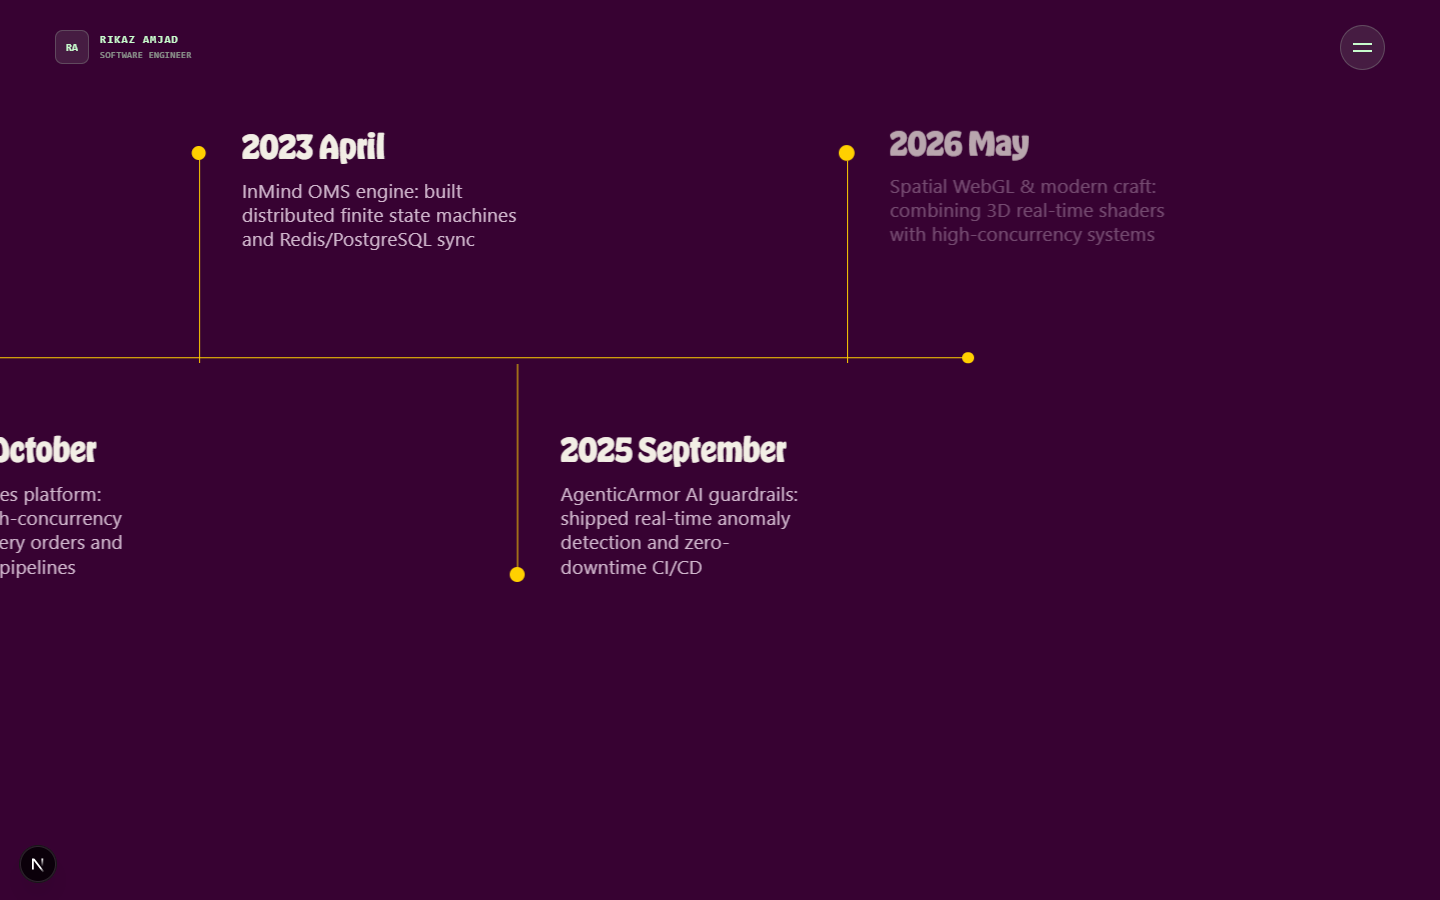 RA
RIKAZ AMJAD
SOFTWARE ENGINEER
2023 April
InMind OMS engine: built
distributed finite state machines
and Redis/PostgreSQL sync
2026 May
Spatial WebGL & modern craft:
combining 3D real-time shaders
with high-concurrency systems
October
es platform:
h-concurrency
ery orders and
pipelines
2025 September
AgenticArmor AI guardrails:
shipped real-time anomaly
detection and zero-
downtime CI/CD
N